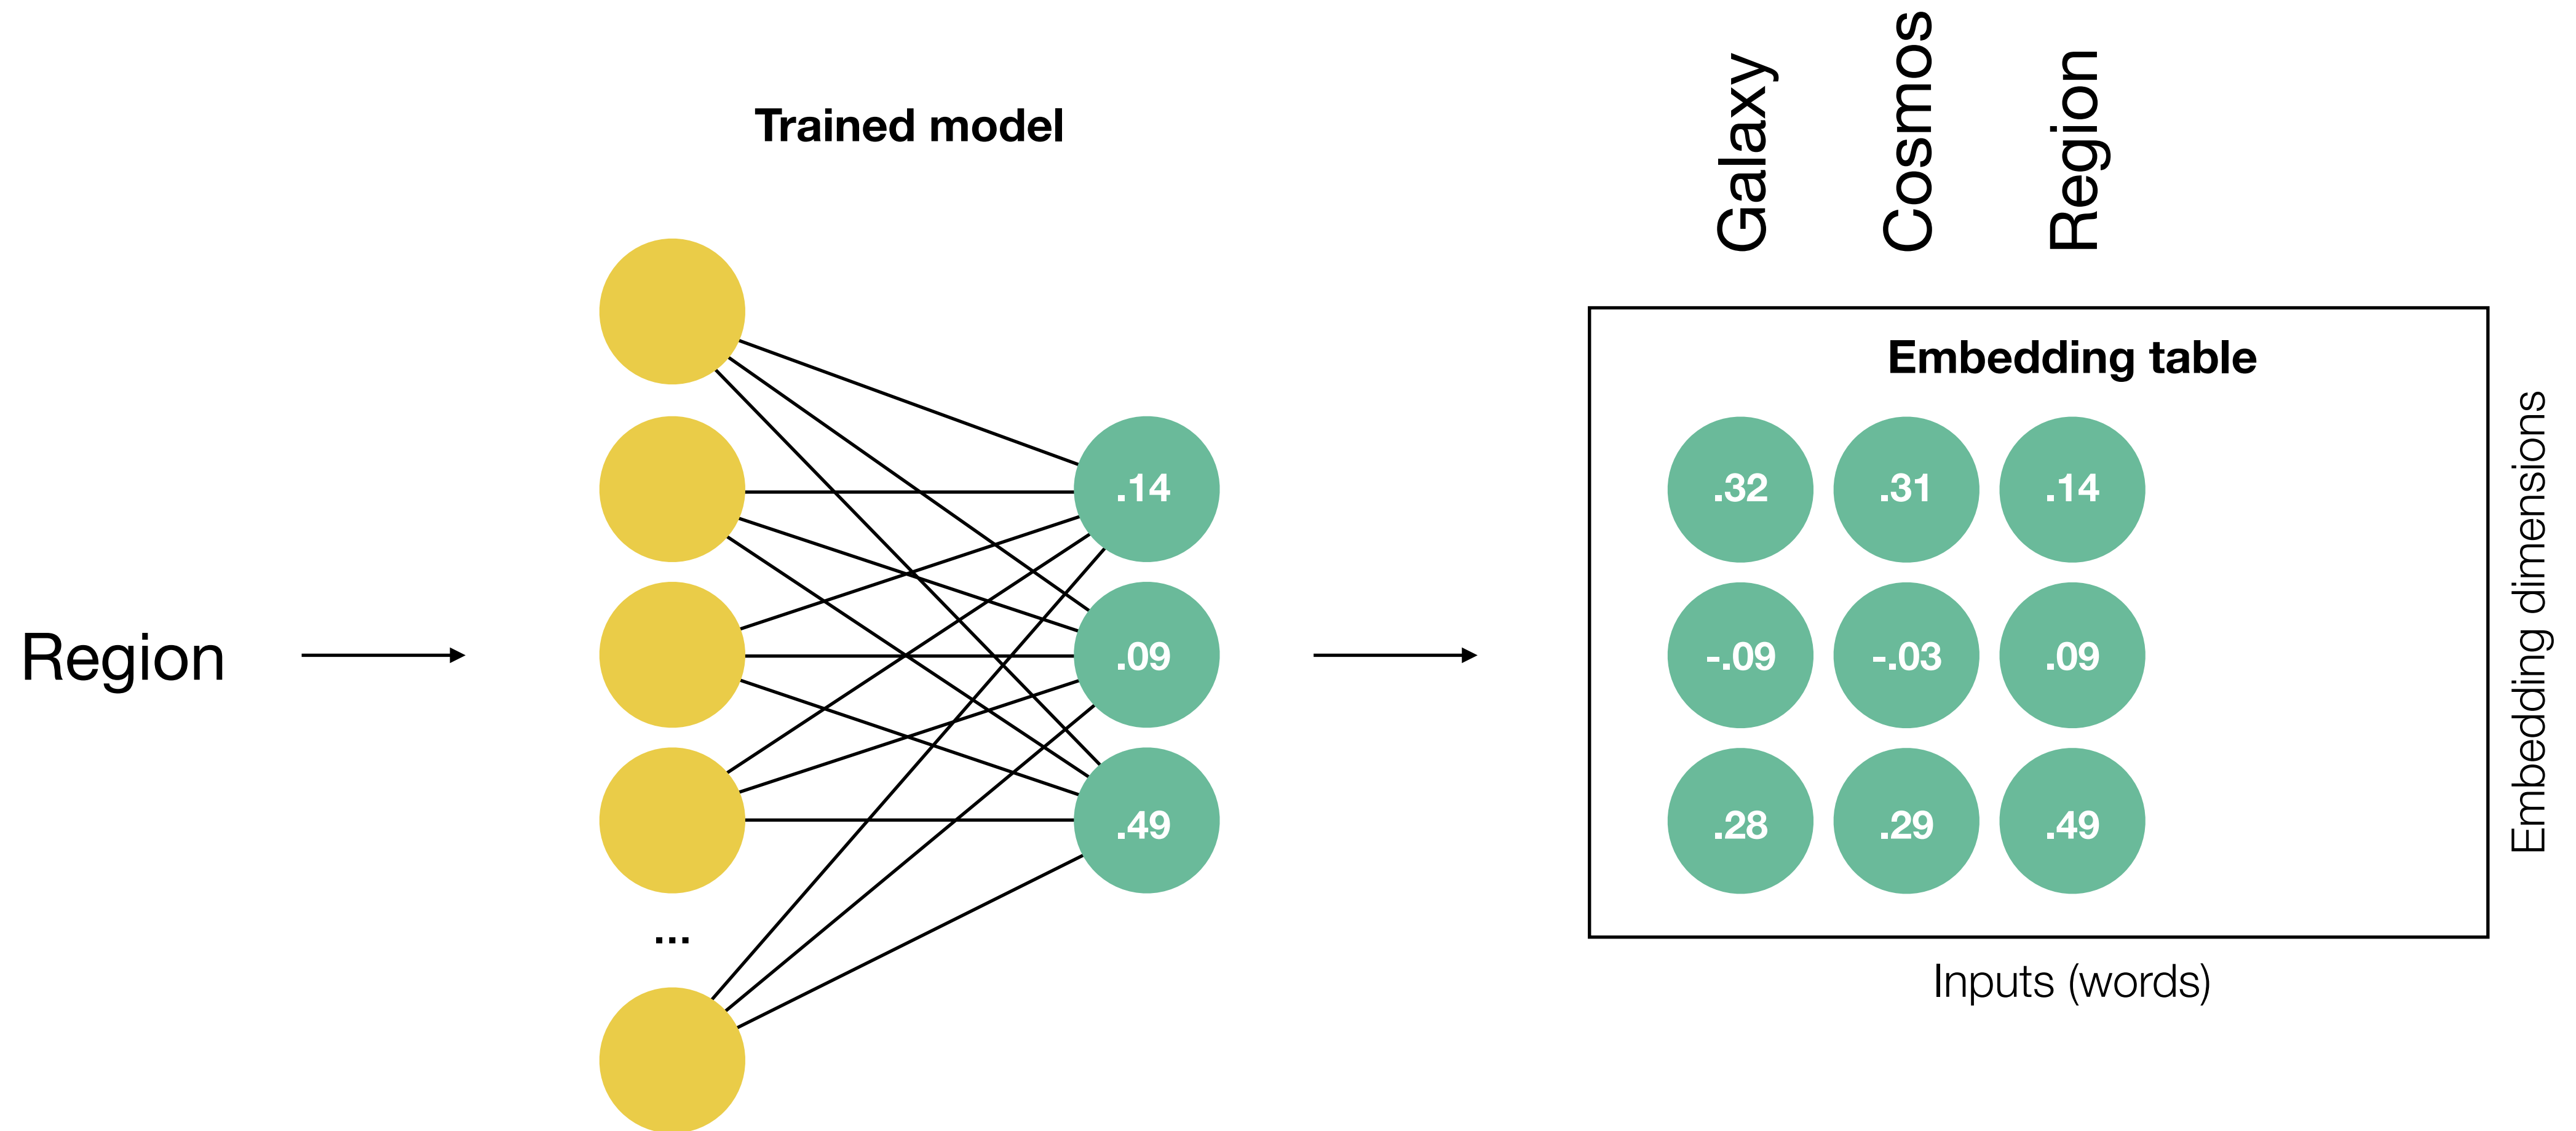 Trained model
Region
.14
.09
.49
...
Galaxy
Cosmos
Region
Embedding table
.32 .31 .14
-.09 -.03 .09
.28 .29 .49
Embedding dimensions
Inputs (words)